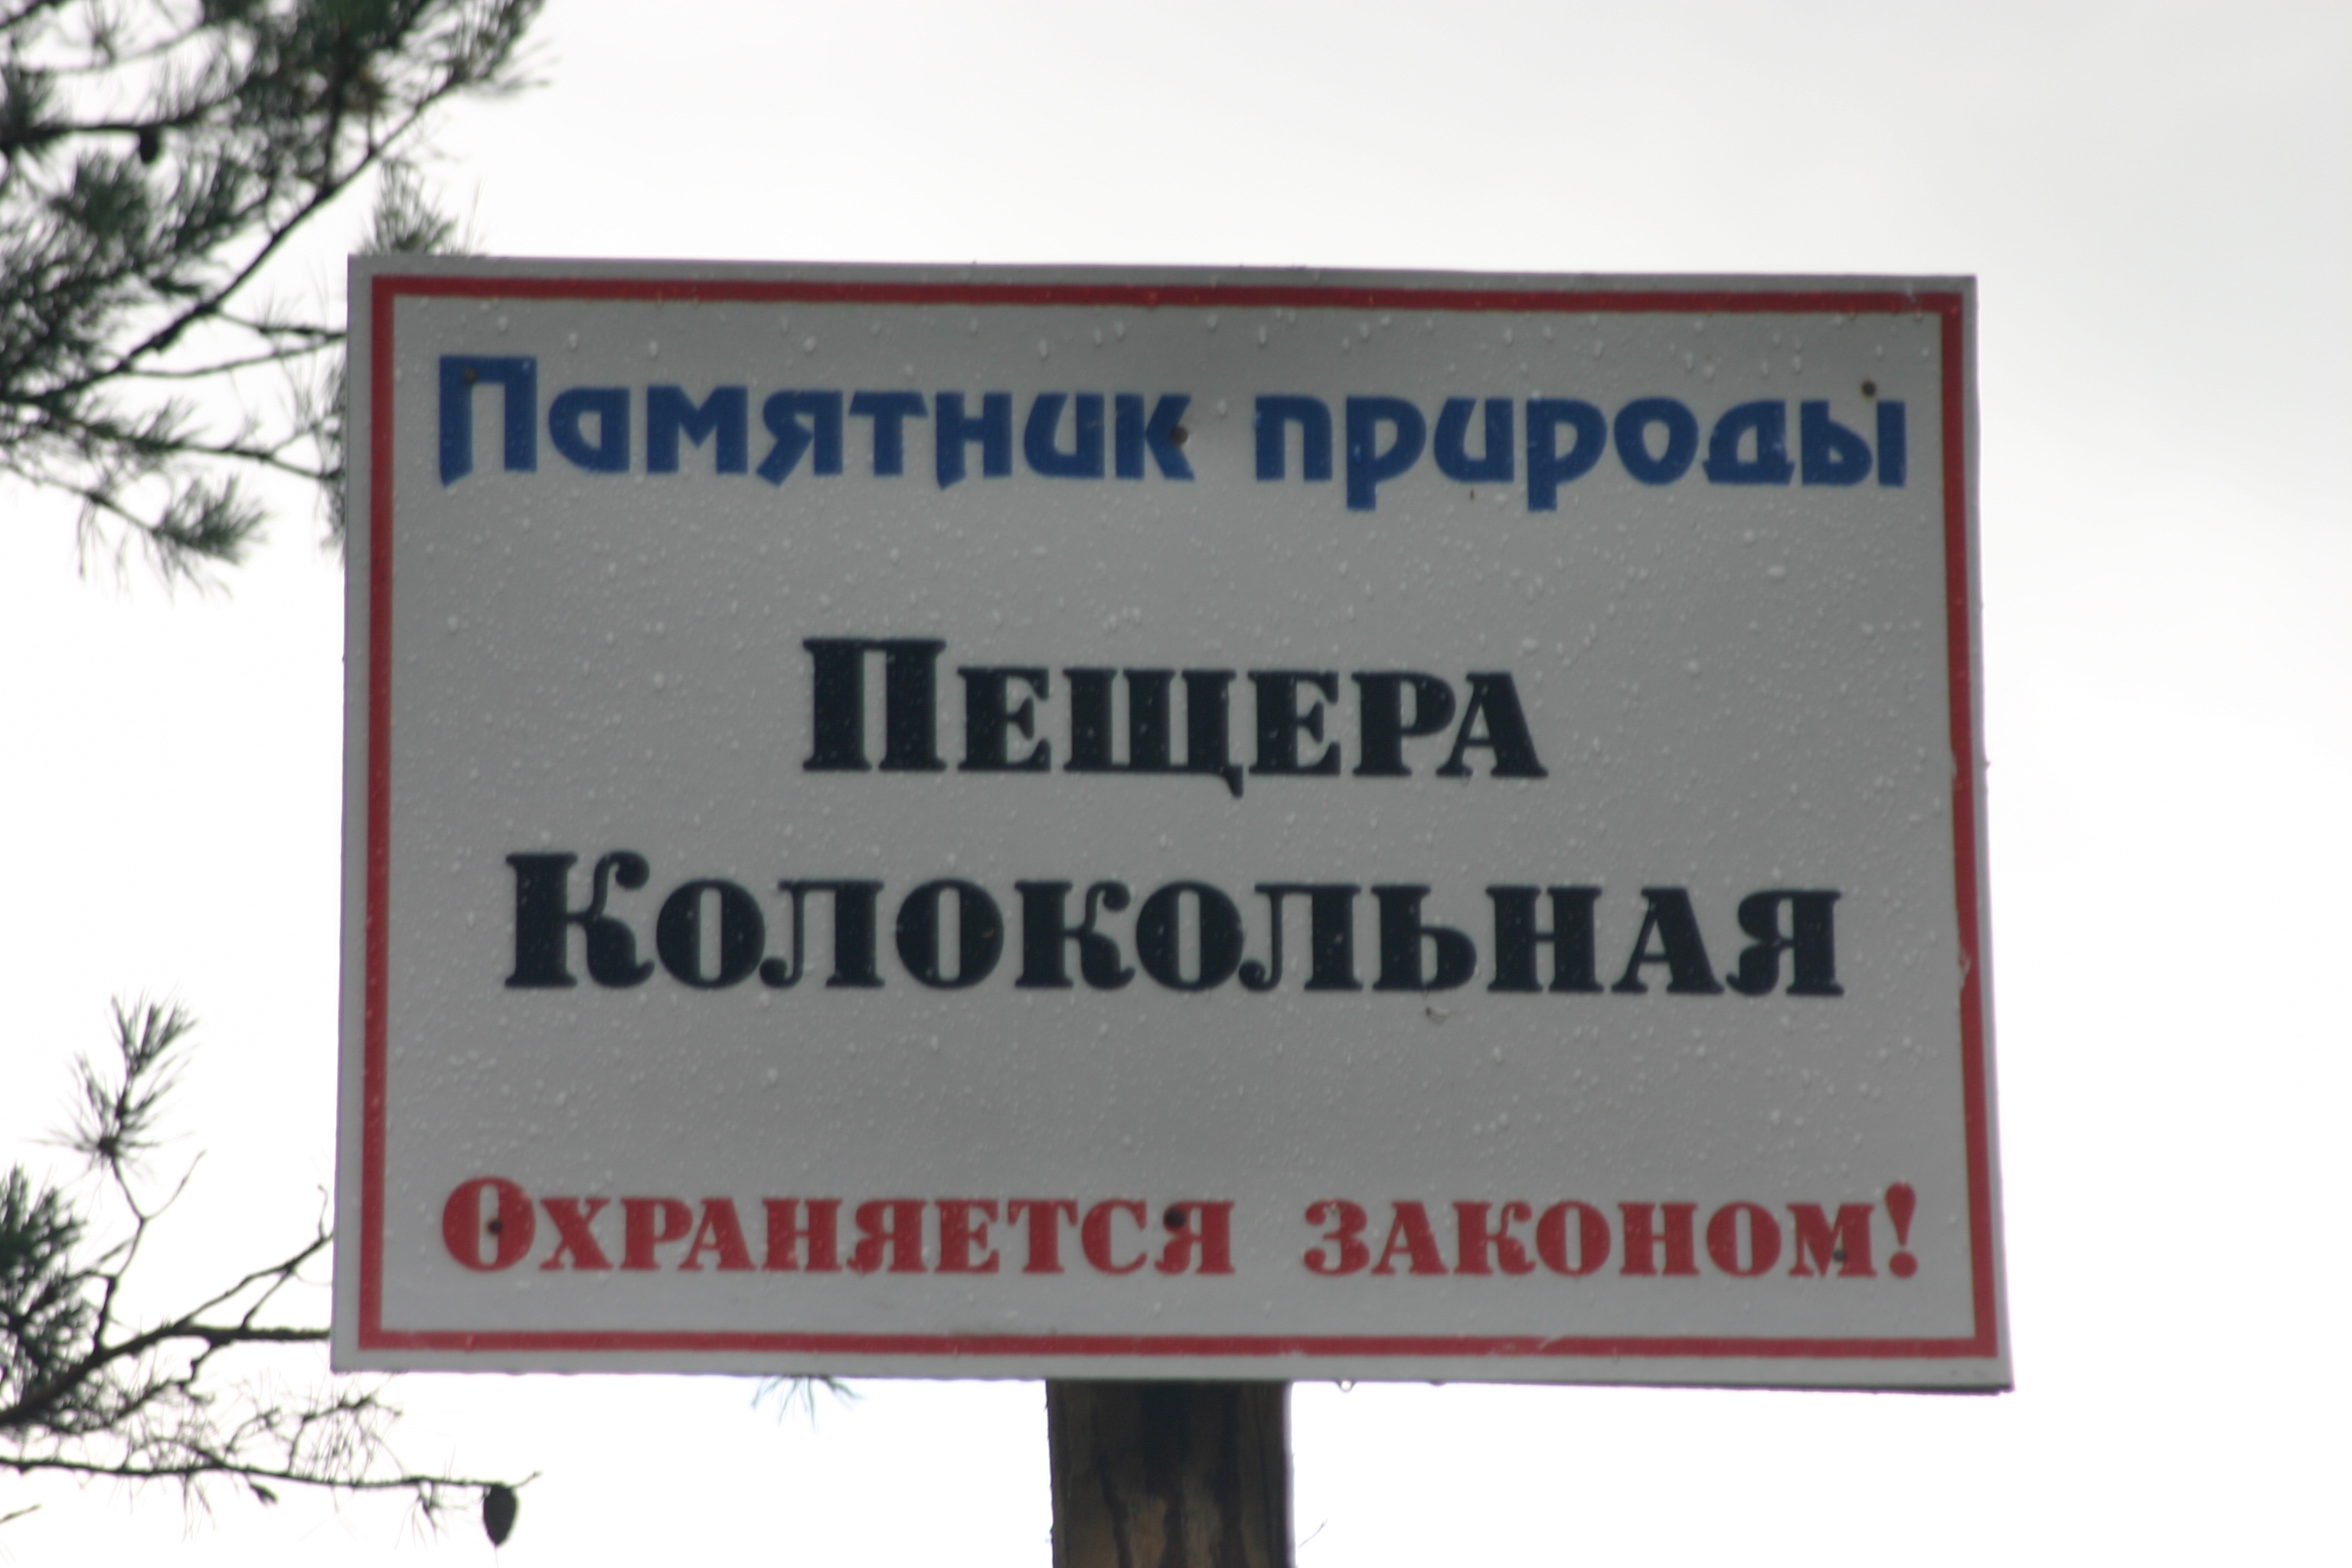 Памятник природы
Пещера
Колокольная
Охраняется законом!